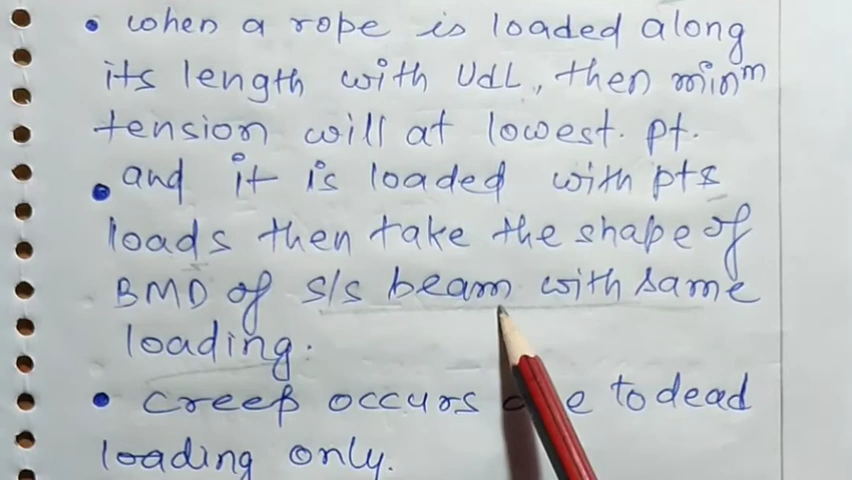 • when a rope is loaded along
its length with UdL, then minᵐ
tension will at lowest. pt.
• and it is loaded with pts
loads then take the shape of
BMD of s/s beam with same
loading.
• creep occurs to dead
loading only.